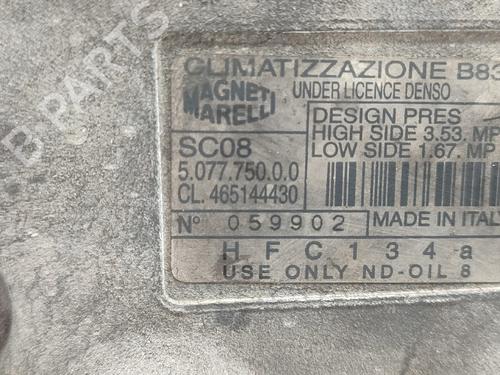 CLIMATIZZAZIONE B83
MAGNETI MARELLI
UNDER LICENCE DENSO
SC08
5.077.750.0.0
CL. 465144430
DESIGN PRES
HIGH SIDE 3.53. MP
LOW SIDE 1.67. MP
N° 059902
MADE IN ITAL
HFC134a
USE ONLY ND-OIL 8
B PARTS